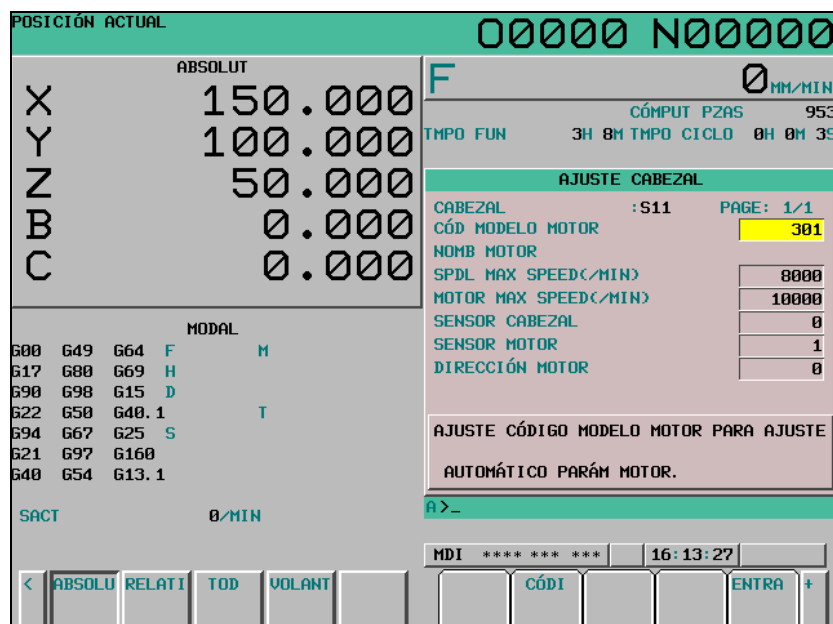 POSICIÓN ACTUAL
O0000 N00000
ABSOLUT
X 150.000
Y 100.000
Z 50.000
B 0.000
C 0.000
F 0 MM/MIN
CÓMPUT PZAS 953
TMPO FUN 3H 8M TMPO CICLO 0H 0M 3S
AJUSTE CABEZAL
CABEZAL :S11 PAGE: 1/1
CÓD MODELO MOTOR 301
NOMB MOTOR
SPDL MAX SPEED(/MIN) 8000
MOTOR MAX SPEED(/MIN) 10000
SENSOR CABEZAL 0
SENSOR MOTOR 1
DIRECCIÓN MOTOR 0
AJUSTE CÓDIGO MODELO MOTOR PARA AJUSTE
AUTOMÁTICO PARÁM MOTOR.
MODAL
G00 G49 G64 F M
G17 G80 G69 H
G90 G98 G15 D
G22 G50 G40.1 T
G94 G67 G25 S
G21 G97 G160
G40 G54 G13.1
SACT 0/MIN
A>_
MDI **** *** *** 16:13:27
< ABSOLU RELATI TOD VOLANT
CÓDI ENTRA +